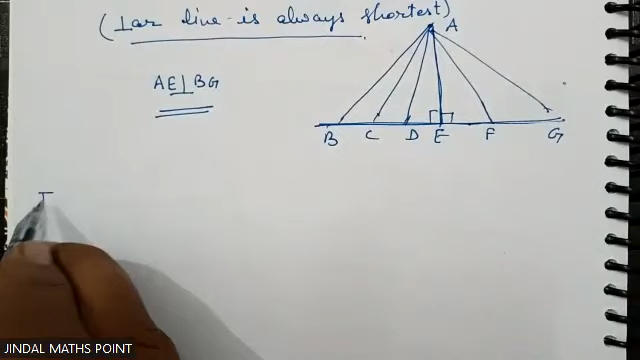 (⊥ar line is always shortest)
A
AE⊥BG
B C D E F G
I
JINDAL MATHS POINT